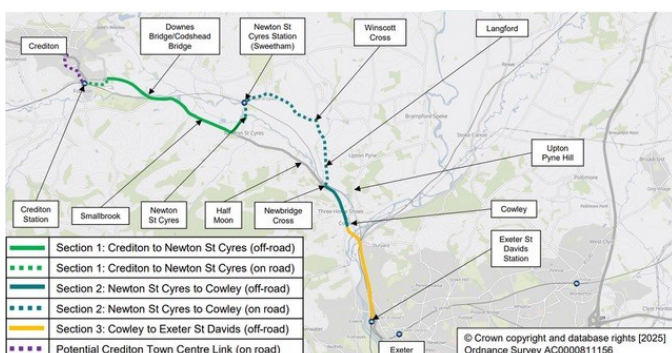 Crediton
Downes
Bridge/Codshead
Bridge
Newton St
Cyres Station
(Sweetham)
Winscott
Cross
Langford
Brampford Speke
Upton Pyne
Upton
Pyne Hill
Crediton
Station
Smallbrook
Newton
St Cyres
Half
Moon
Newbridge
Cross
Cowley
Exeter St
Davids
Station
Exeter
Section 1: Crediton to Newton St Cyres (off-road)
Section 1: Crediton to Newton St Cyres (on road)
Section 2: Newton St Cyres to Cowley (off-road)
Section 2: Newton St Cyres to Cowley (on road)
Section 3: Cowley to Exeter St Davids (off-road)
Potential Crediton Town Centre Link (on road)
© Crown copyright and database rights [2025]
Ordnance Survey AC0000811156